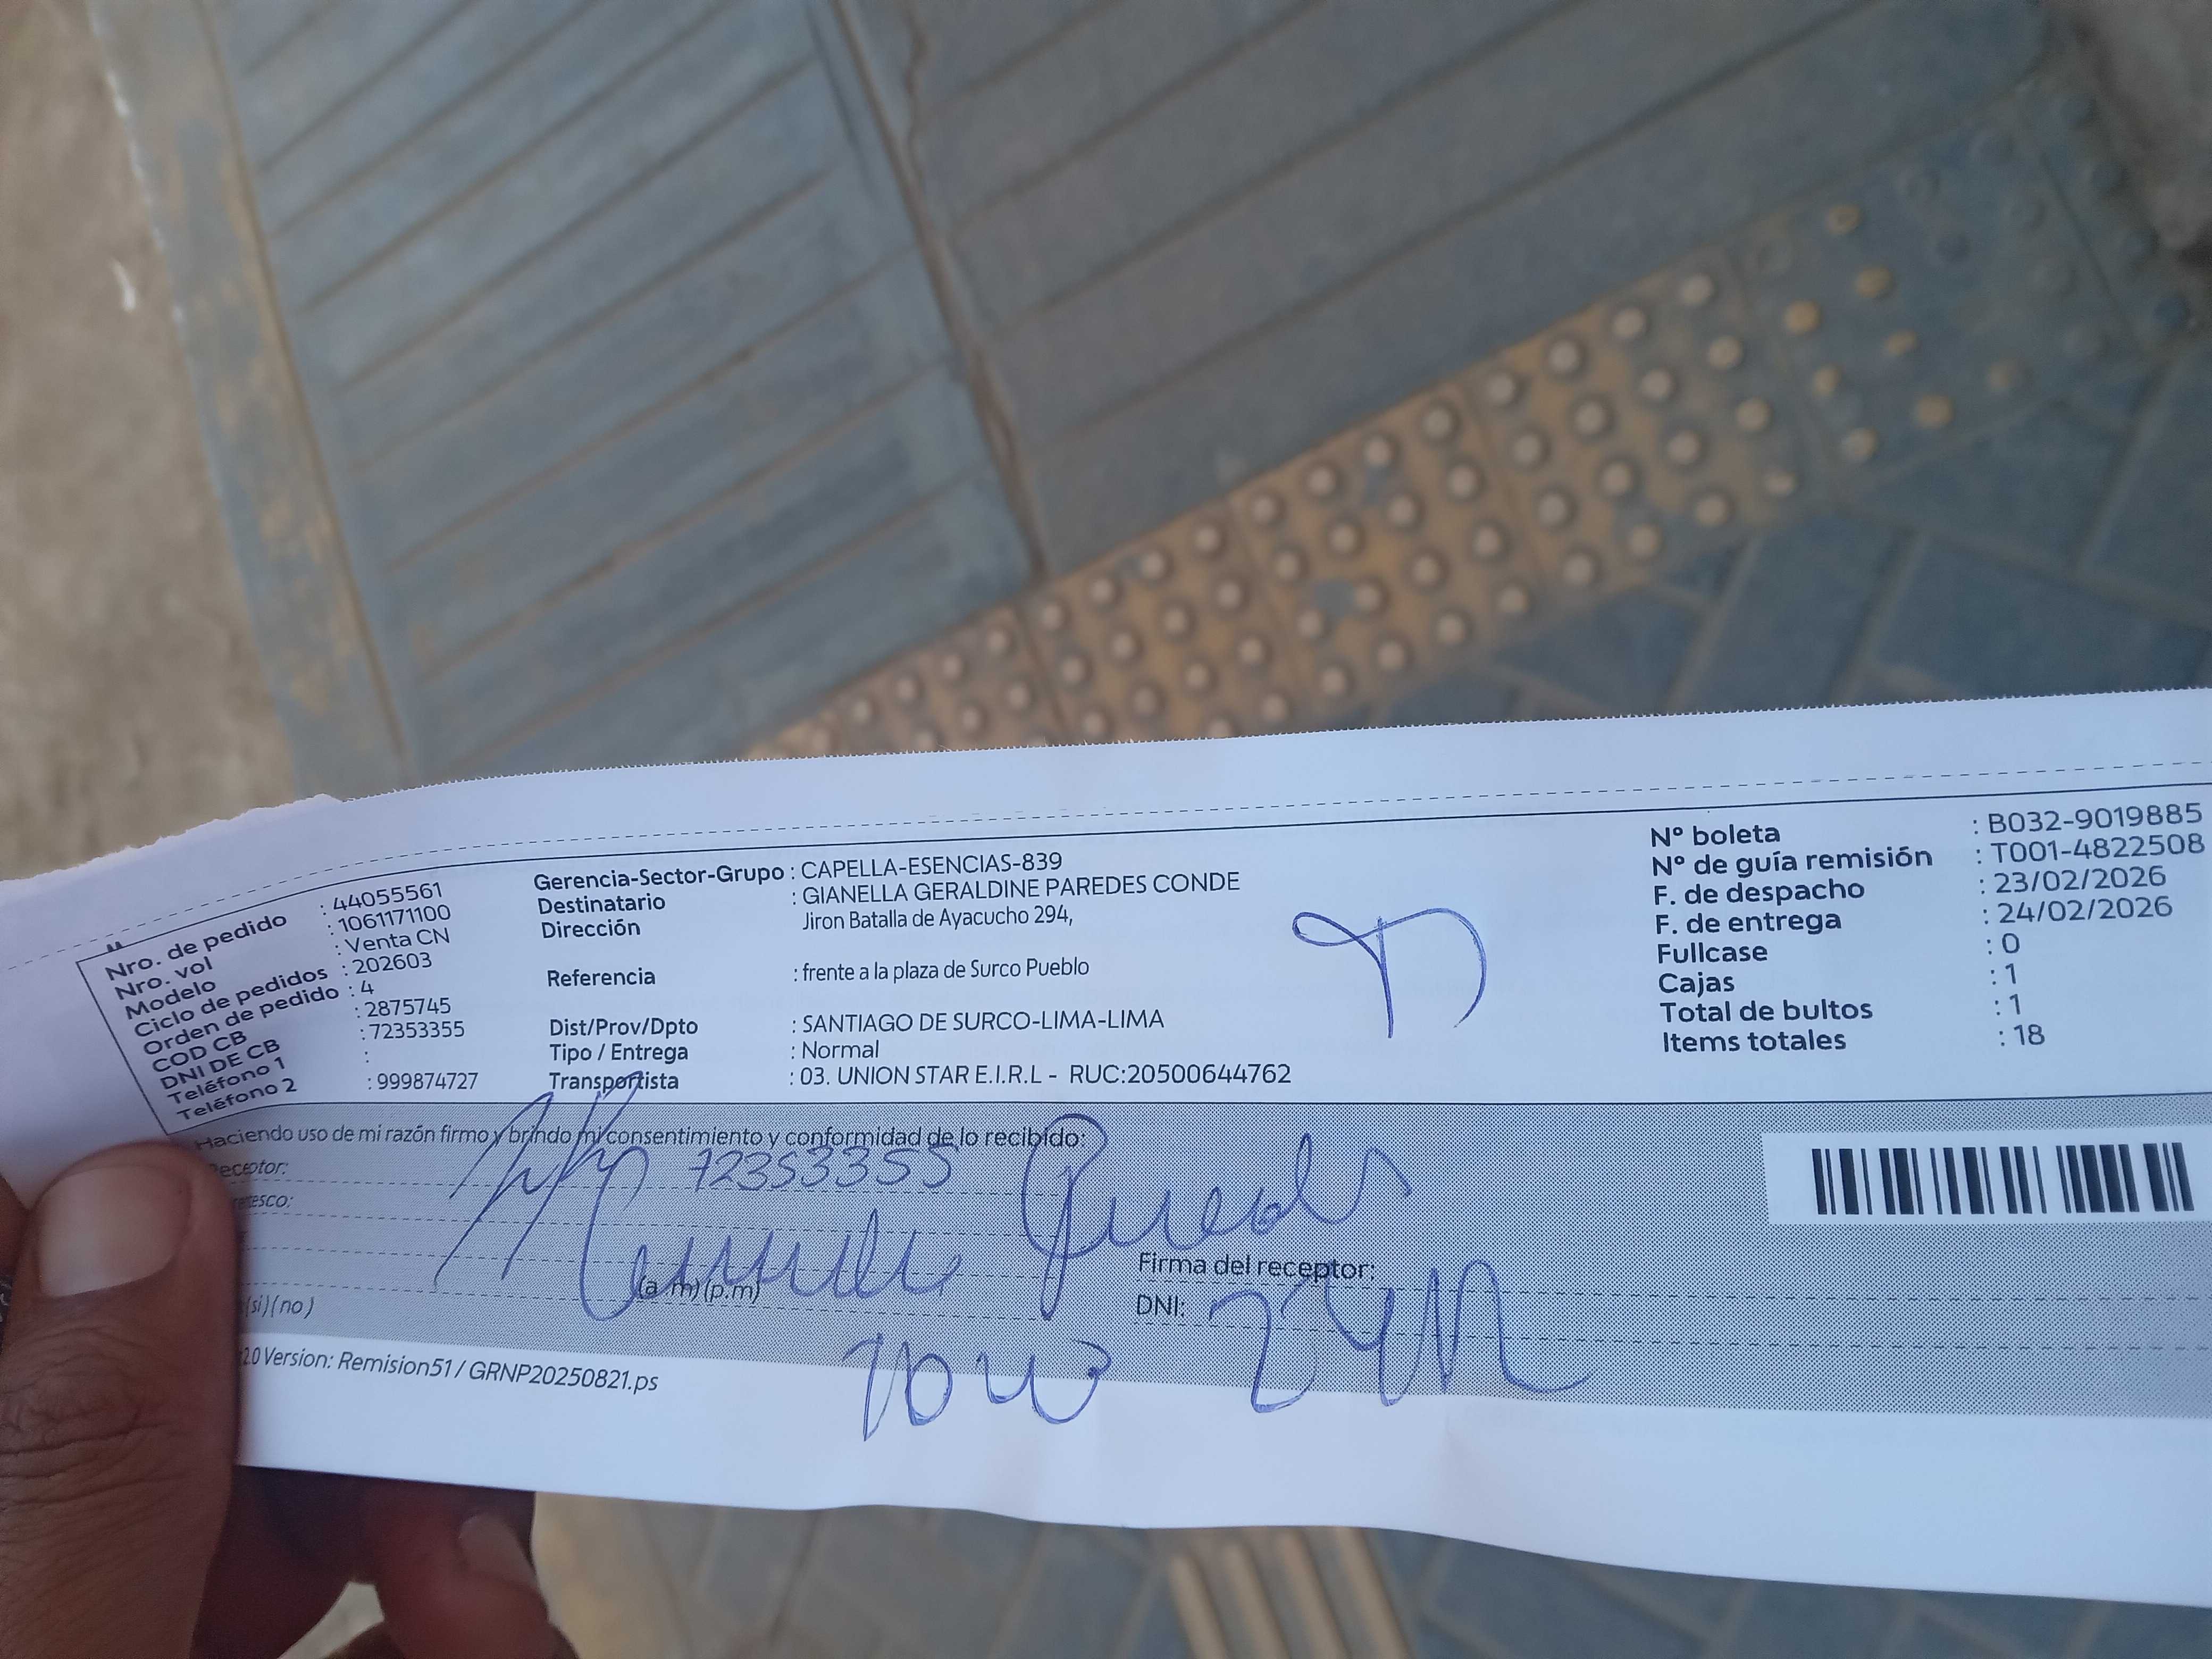 Nro. de pedido : 44055561
Nro. vol : 1061171100
Modelo : Venta CN
Ciclo de pedidos : 202603
Orden de pedido : 4
COD CB : 2875745
DNI DE CB : 72353355
Teléfono 1 :
Teléfono 2 : 999874727
Gerencia-Sector-Grupo : CAPELLA-ESENCIAS-839
Destinatario : GIANELLA GERALDINE PAREDES CONDE
Dirección Jiron Batalla de Ayacucho 294,
Referencia : frente a la plaza de Surco Pueblo
Dist/Prov/Dpto : SANTIAGO DE SURCO-LIMA-LIMA
Tipo / Entrega : Normal
Transportista : 03. UNION STAR E.I.R.L - RUC:20500644762
N° boleta : B032-9019885
N° de guía remisión : T001-4822508
F. de despacho : 23/02/2026
F. de entrega : 24/02/2026
Fullcase : 0
Cajas : 1
Total de bultos : 1
Items totales : 18
Haciendo uso de mi razón firmo y brindo mi consentimiento y conformidad de lo recibido:
Receptor:
72353355
(a.m)(p.m)
Firma del receptor:
DNI:
(si)(no)
Version: Remision51 / GRNP20250821.ps